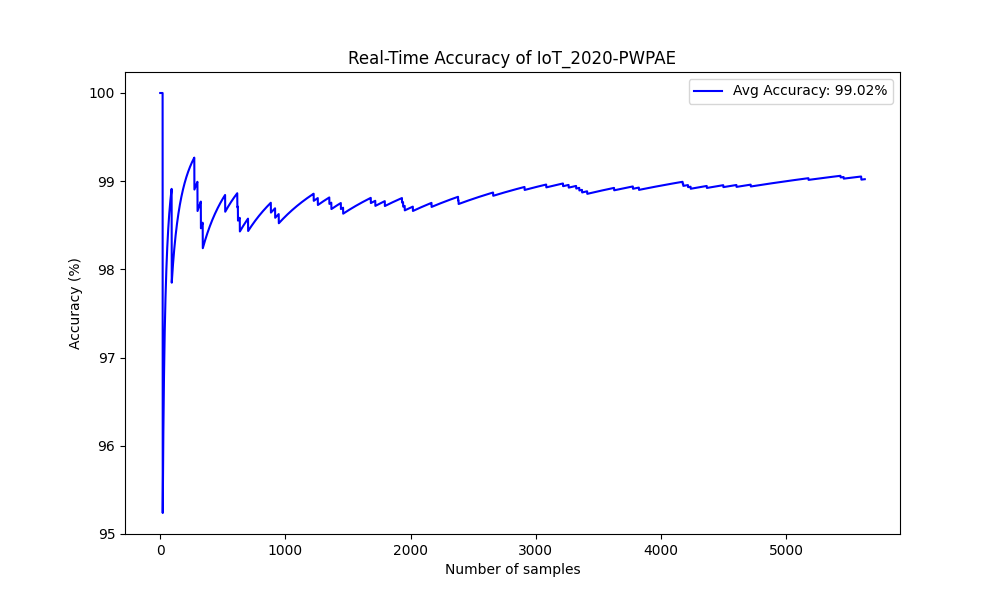 Real-Time Accuracy of IoT_2020-PWPAE
Avg Accuracy: 99.02%
100
99
98
97
96
95
Accuracy (%)
0 1000 2000 3000 4000 5000
Number of samples